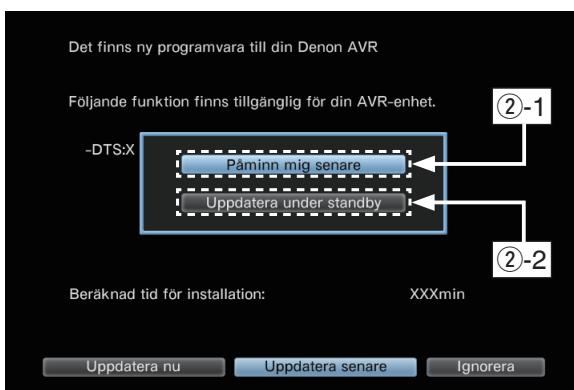 Det finns ny programvara till din Denon AVR
Följande funktion finns tillgänglig för din AVR-enhet.
②-1
-DTS:X
Påminn mig senare
Uppdatera under standby
②-2
Beräknad tid för installation: XXXmin
Uppdatera nu Uppdatera senare Ignorera